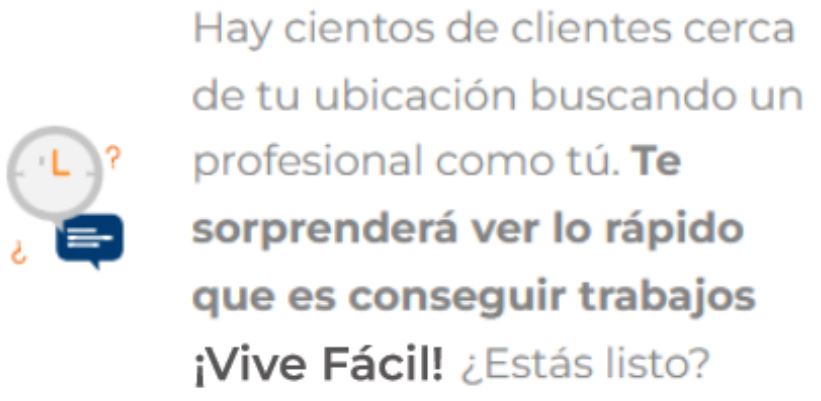 Hay cientos de clientes cerca
de tu ubicación buscando un
profesional como tú. Te
sorprenderá ver lo rápido
que es conseguir trabajos
¡Vive Fácil! ¿Estás listo?
?
¿